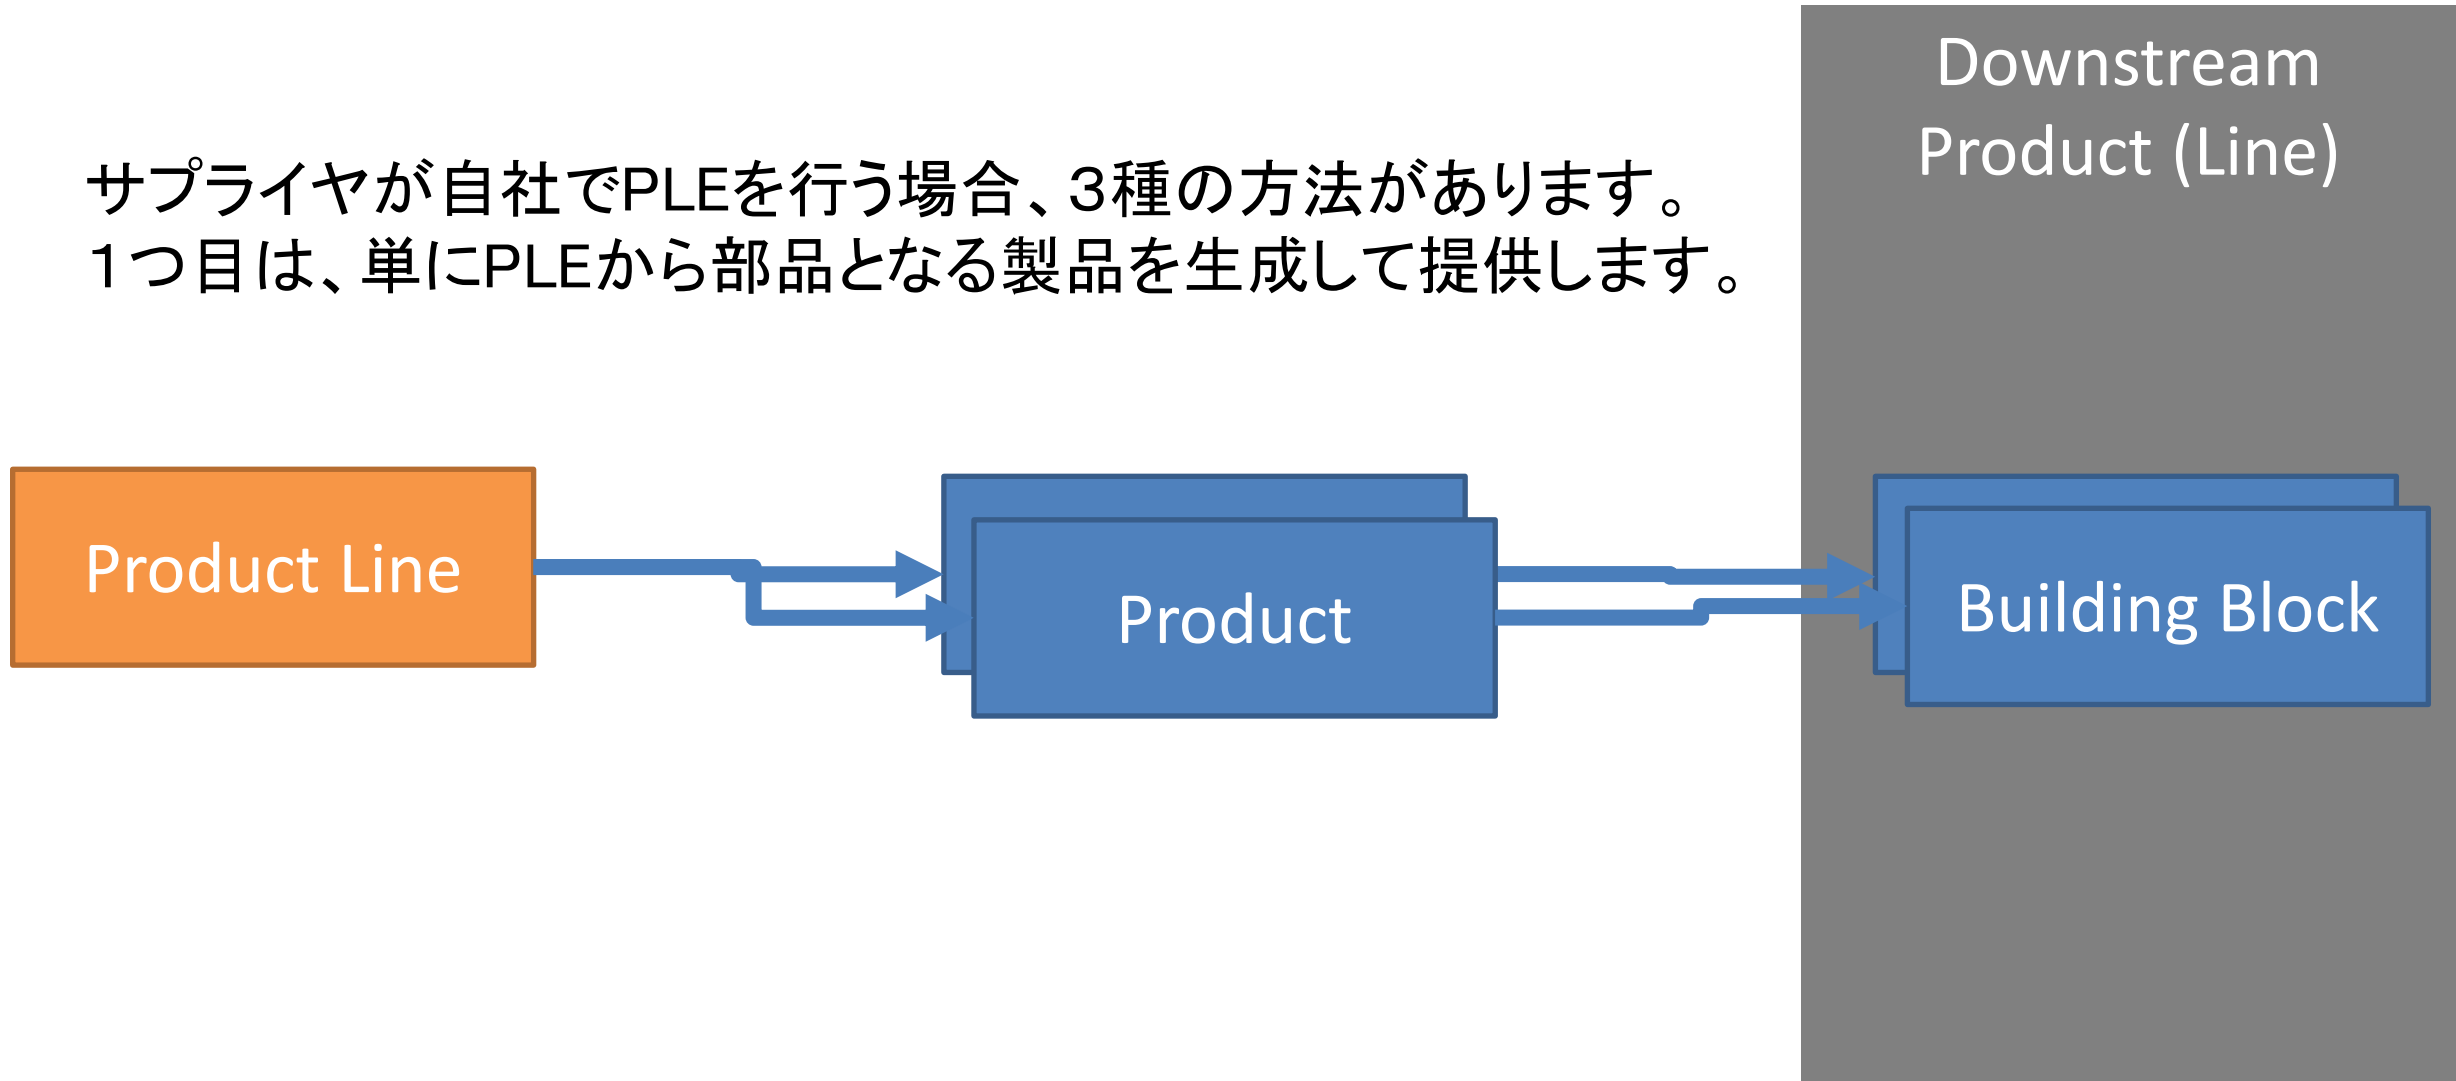 サプライヤが自社でPLEを行う場合、３種の方法があります。
１つ目は、単にPLEから部品となる製品を生成して提供します。
Downstream
Product (Line)
Product Line
Product
Building Block